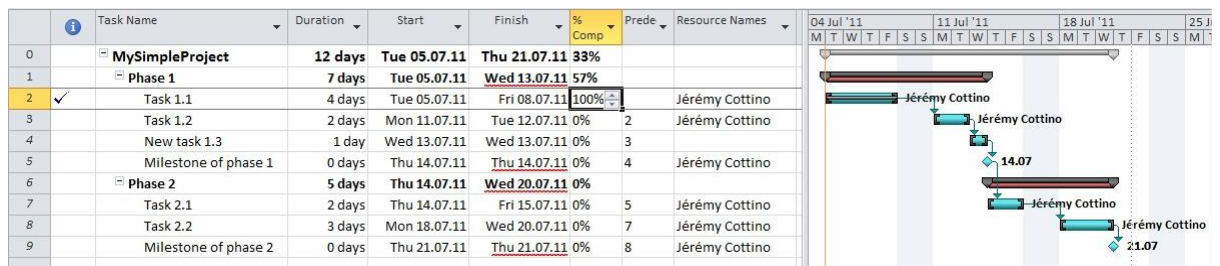 Task Name Duration Start Finish % Comp Prede Resource Names 04 Jul '11 11 Jul '11 18 Jul '11 25 J
M T W T F S S M T W T F S S M T W T F S S M T
0 MySimpleProject 12 days Tue 05.07.11 Thu 21.07.11 33%
1 Phase 1 7 days Tue 05.07.11 Wed 13.07.11 57%
2 Task 1.1 4 days Tue 05.07.11 Fri 08.07.11 100% Jérémy Cottino Jérémy Cottino
3 Task 1.2 2 days Mon 11.07.11 Tue 12.07.11 0% 2 Jérémy Cottino Jérémy Cottino
4 New task 1.3 1 day Wed 13.07.11 Wed 13.07.11 0% 3
5 Milestone of phase 1 0 days Thu 14.07.11 Thu 14.07.11 0% 4 Jérémy Cottino 14.07
6 Phase 2 5 days Thu 14.07.11 Wed 20.07.11 0%
7 Task 2.1 2 days Thu 14.07.11 Fri 15.07.11 0% 5 Jérémy Cottino Jérémy Cottino
8 Task 2.2 3 days Mon 18.07.11 Wed 20.07.11 0% 7 Jérémy Cottino Jérémy Cottino
9 Milestone of phase 2 0 days Thu 21.07.11 Thu 21.07.11 0% 8 Jérémy Cottino 21.07